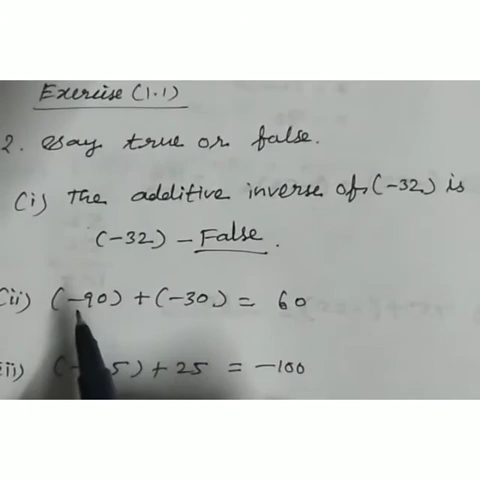 Exercise (1.1)
2. Say true or false.
(i) The additive inverse of (-32) is
(-32) - False.
(ii) (-90) + (-30) = 60
5) + 25 = -100